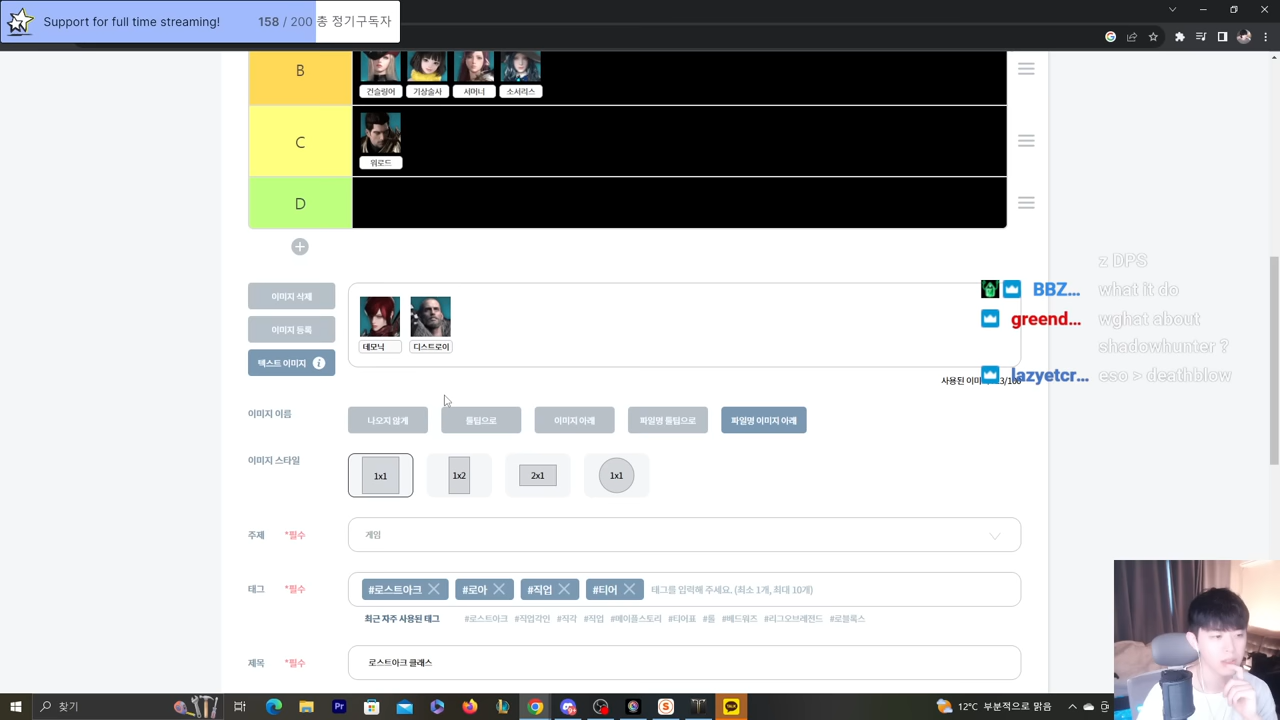 Support for full time streaming! 158 / 200 총 정기구독자
B
건슬링어 기상술사 서머너 소서리스
C
워로드
D
z DPS
BBZ... what it do
greend... wghat about
shadowhunter ?
lazyetcr... eso > deathblow
이미지 삭제
이미지 등록
텍스트 이미지 i
데모닉 디스트로이
이미지 이름 나오지 않게 툴팁으로 이미지 아래 파일명 툴팁으로 파일명 이미지 아래
이미지 스타일 1x1 1x2 2x1 1x1
주제 *필수 게임
태그 *필수 #로스트아크 #로아 #직업 #티어 태그를 입력해 주세요. (최소 1개, 최대 10개)
최근 자주 사용된 태그 #로스트아크 #직업각인 #직각 #직업 #메이플스토리 #티어표 #롤 #베드워즈 #리그오브레전드 #로블록스
제목 *필수 로스트아크 클래스
찾기
12°C 부분적으로 맑음